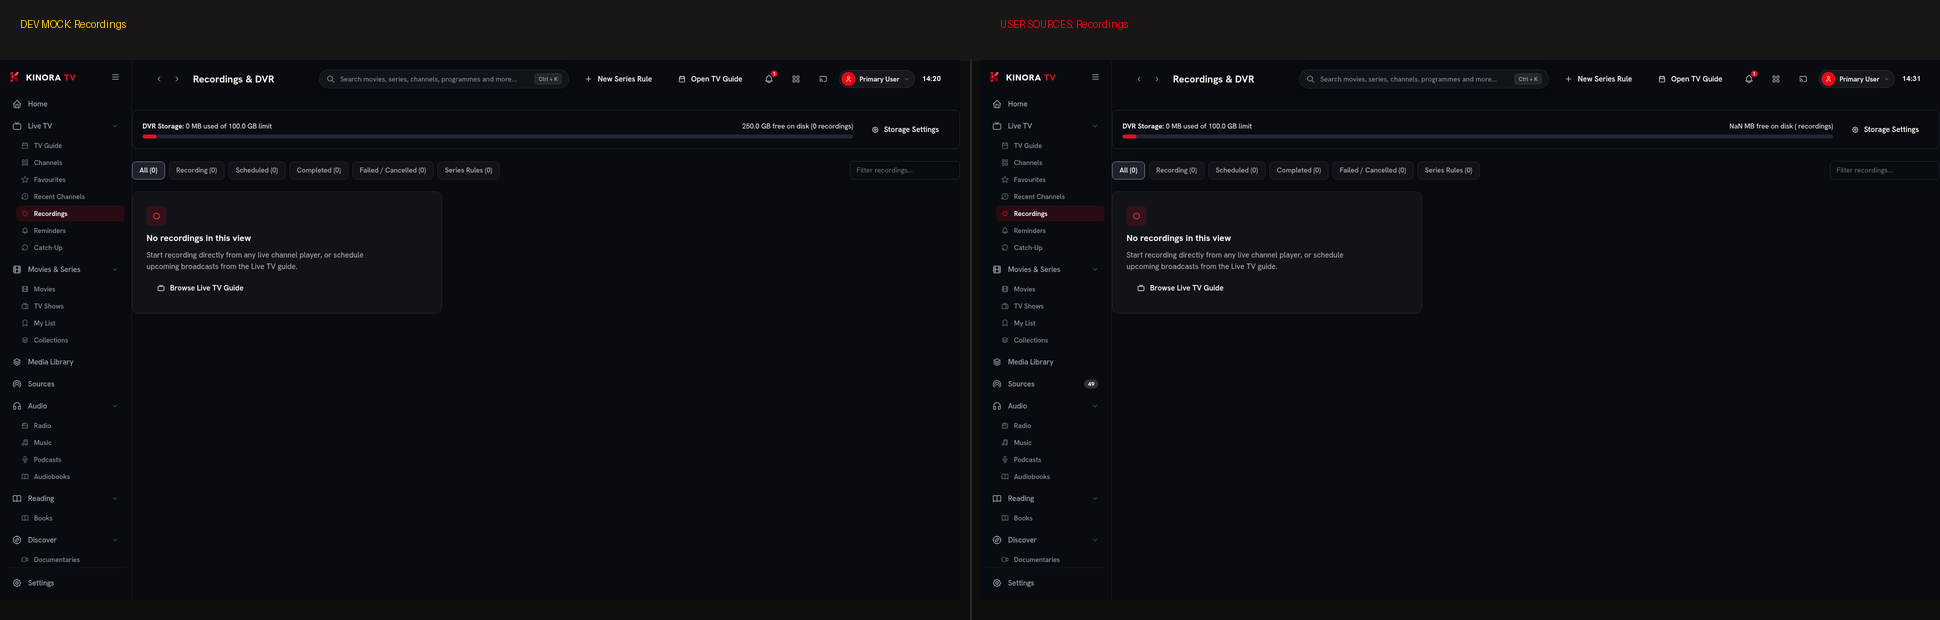 DEV MOCK: Recordings
KINORA TV
Recordings & DVR
Search movies, series, channels, programmes and more...
Ctrl + K
New Series Rule
Open TV Guide
1
Primary User
14:20
Home
Live TV
TV Guide
Channels
Favourites
Recent Channels
Recordings
Reminders
Catch-Up
Movies & Series
Movies
TV Shows
My List
Collections
Media Library
Sources
Audio
Radio
Music
Podcasts
Audiobooks
Reading
Books
Discover
Documentaries
Settings
DVR Storage: 0 MB used of 100.0 GB limit
250.0 GB free on disk (0 recordings)
Storage Settings
All (0)
Recording (0)
Scheduled (0)
Completed (0)
Failed / Cancelled (0)
Series Rules (0)
Filter recordings...
No recordings in this view
Start recording directly from any live channel player, or schedule
upcoming broadcasts from the Live TV guide.
Browse Live TV Guide
USER SOURCES: Recordings
KINORA TV
Recordings & DVR
Search movies, series, channels, programmes and more...
Ctrl + K
New Series Rule
Open TV Guide
1
Primary User
14:31
Home
Live TV
TV Guide
Channels
Favourites
Recent Channels
Recordings
Reminders
Catch-Up
Movies & Series
Movies
TV Shows
My List
Collections
Media Library
Sources
49
Audio
Radio
Music
Podcasts
Audiobooks
Reading
Books
Discover
Documentaries
Settings
DVR Storage: 0 MB used of 100.0 GB limit
NaN MB free on disk ( recordings)
Storage Settings
All (0)
Recording (0)
Scheduled (0)
Completed (0)
Failed / Cancelled (0)
Series Rules (0)
Filter recordings...
No recordings in this view
Start recording directly from any live channel player, or schedule
upcoming broadcasts from the Live TV guide.
Browse Live TV Guide